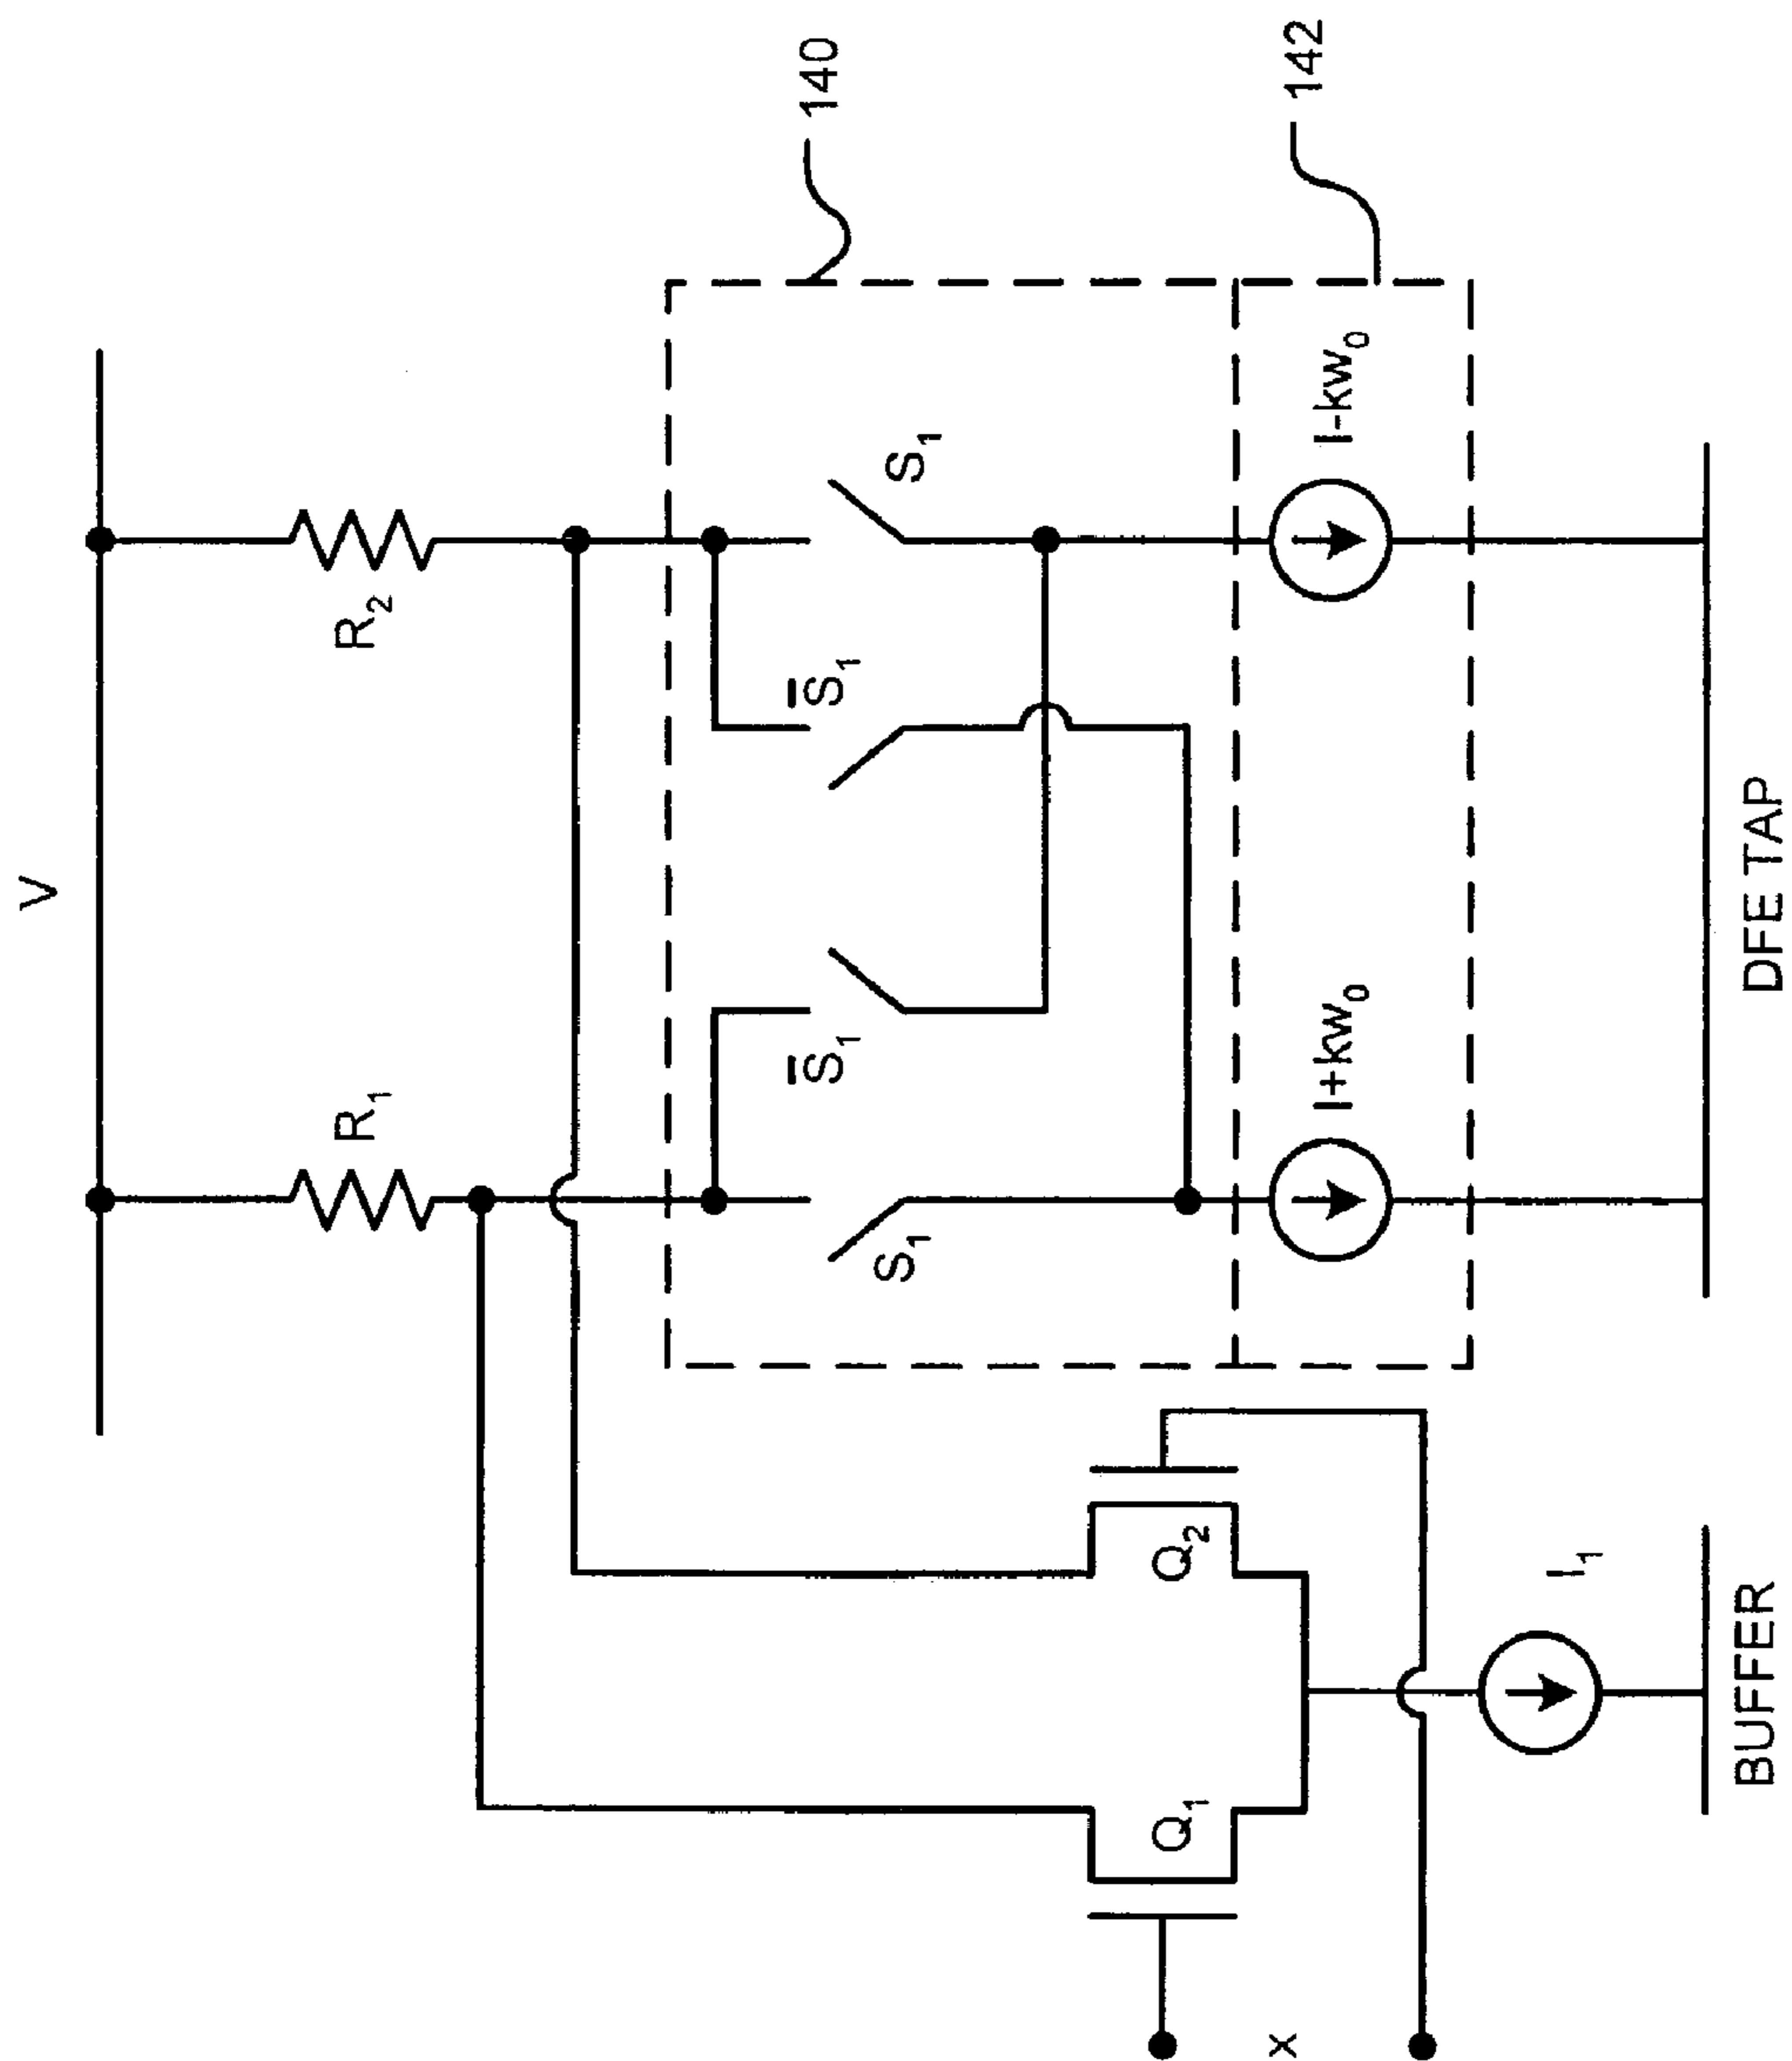 V
R₁
R₂
140
S₁
S̅₁
S̅₁
S₁
142
I+kw₀
I-kw₀
x
Q₁
Q₂
I₁
BUFFER
DFE TAP